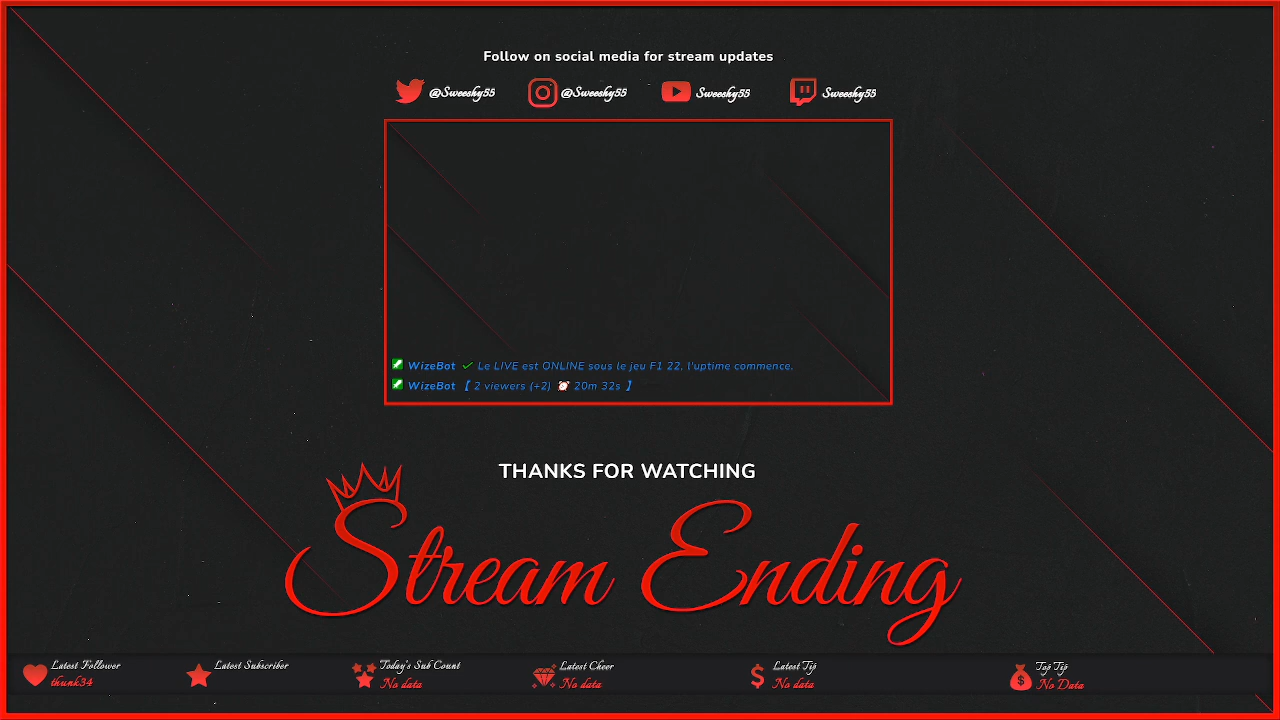 Follow on social media for stream updates
@Sweeshy55 @Sweeshy55 Sweeshy55 Sweeshy55
WizeBot Le LIVE est ONLINE sous le jeu F1 22, l'uptime commence.
WizeBot 【 2 viewers (+2) ⏰ 20m 32s 】
THANKS FOR WATCHING
Stream Ending
Latest Follower
thunk34
Latest Subscriber
Today's Sub Count
No data
Latest Cheer
No data
Latest Tip
No data
Top Tip
No Data